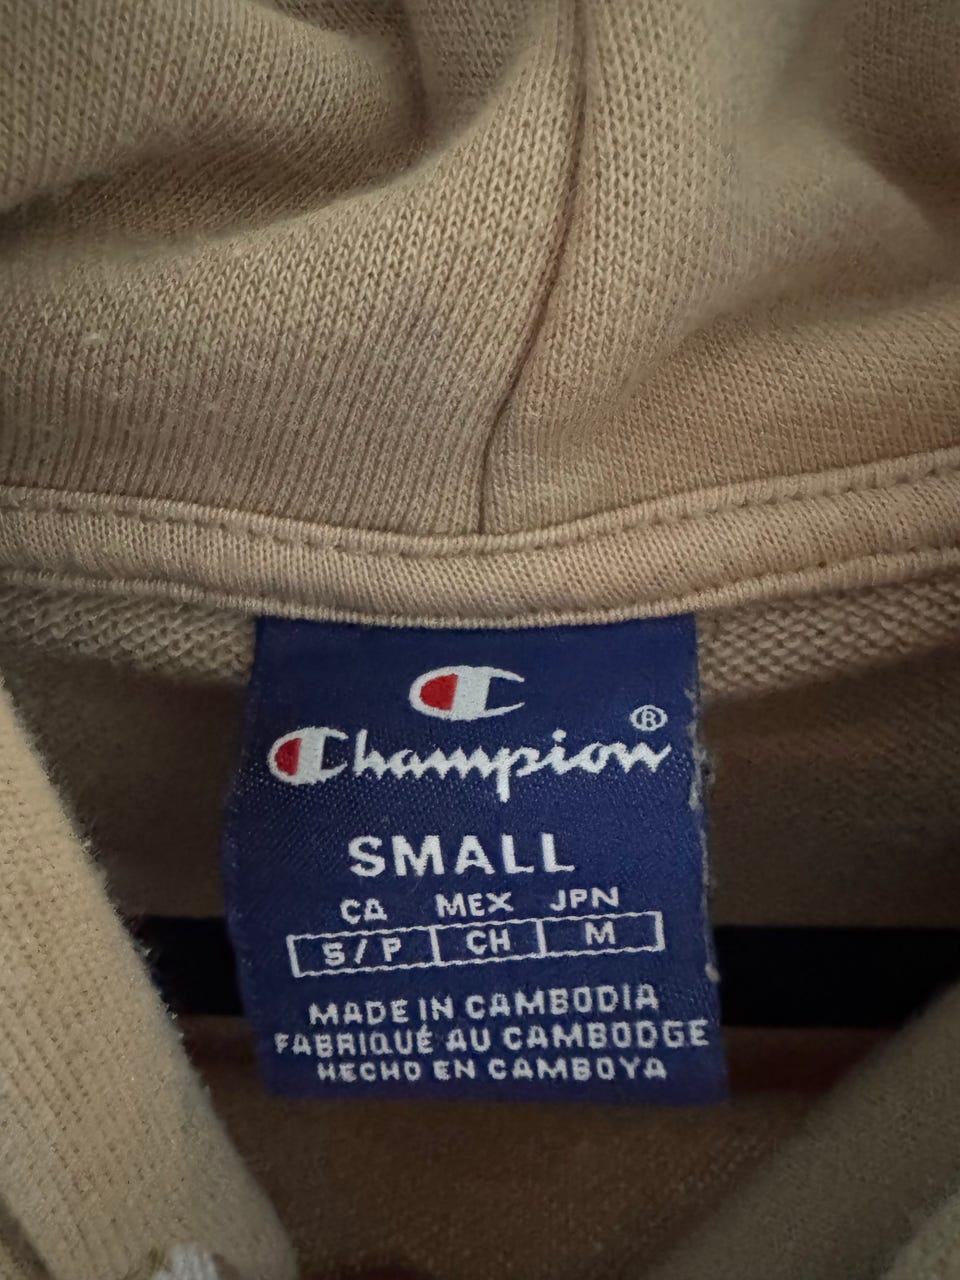 Champion®
SMALL
CA MEX JPN
S/P CH M
MADE IN CAMBODIA
FABRIQUÉ AU CAMBODGE
HECHO EN CAMBOYA